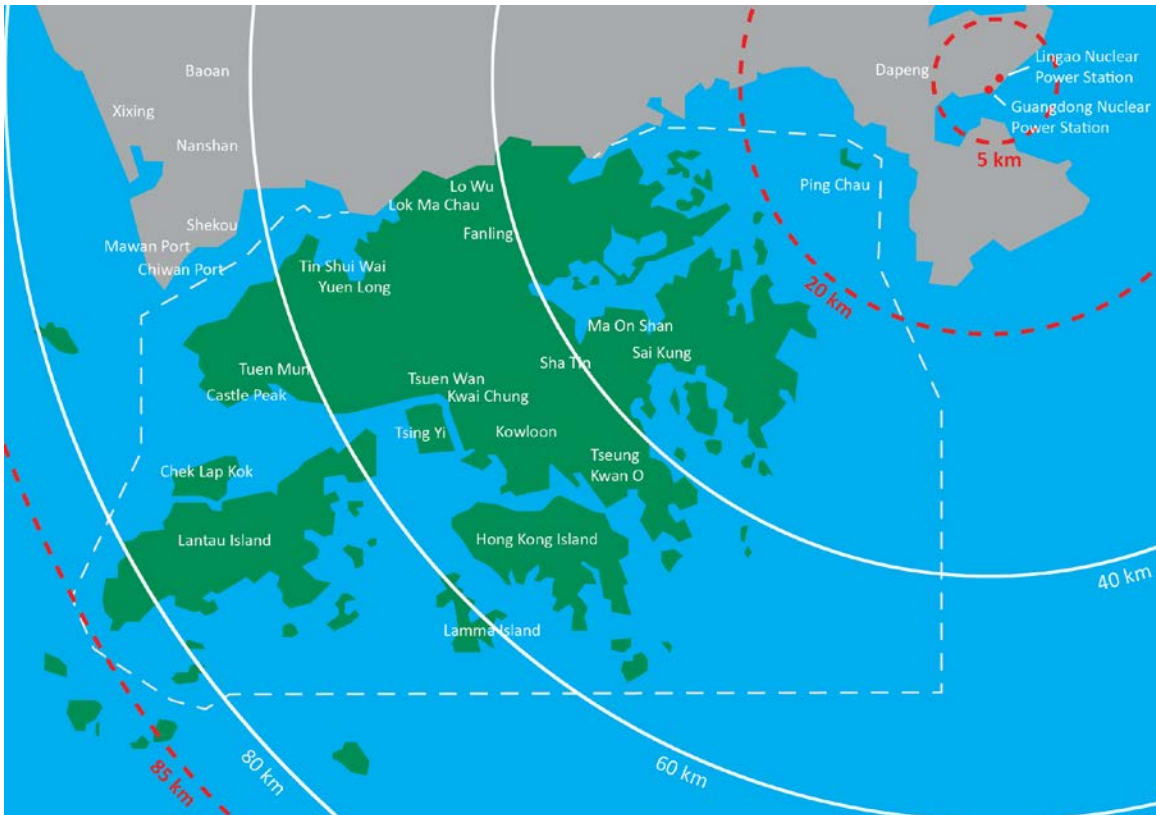 Baoan
Dapeng
Lingao Nuclear
Power Station
Xixing
Guangdong Nuclear
Power Station
Nanshan
5 km
Lo Wu
Ping Chau
Lok Ma Chau
Shekou
Fanling
Mawan Port
Chiwan Port
Tin Shui Wai
Yuen Long
20 km
Ma On Shan
Sai Kung
Sha Tin
Tuen Mun
Tsuen Wan
Castle Peak
Kwai Chung
Tsing Yi
Kowloon
Tseung
Kwan O
Chek Lap Kok
Lantau Island
Hong Kong Island
40 km
Lamma Island
80 km
60 km
85 km